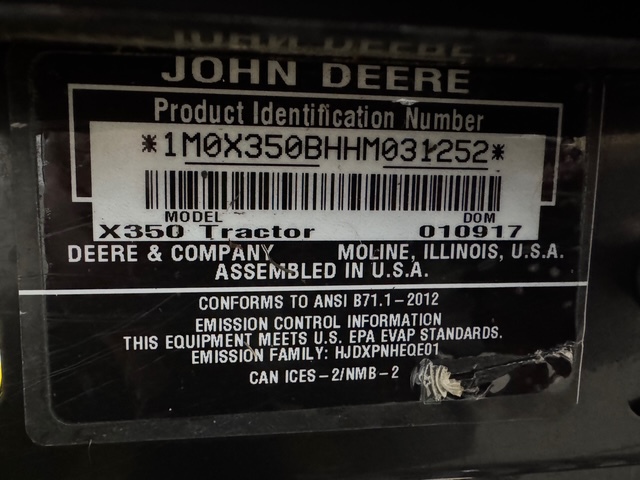 JOHN DEERE
Product Identification Number
*1M0X350BHHM031252*
MODEL DOM
X350 Tractor 010917
DEERE & COMPANY MOLINE, ILLINOIS, U.S.A.
ASSEMBLED IN U.S.A.
CONFORMS TO ANSI B71.1-2012
EMISSION CONTROL INFORMATION
THIS EQUIPMENT MEETS U.S. EPA EVAP STANDARDS.
EMISSION FAMILY: HJDXPNHEQE01
CAN ICES-2/NMB-2